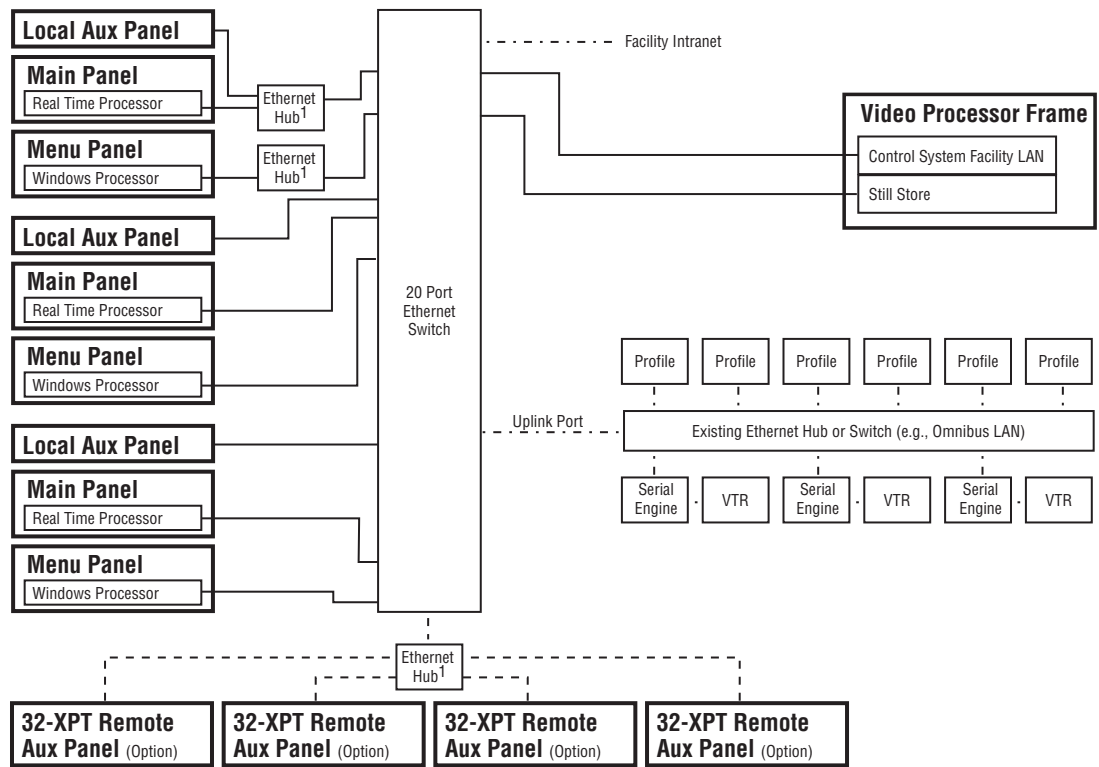 Local Aux Panel
Main Panel
Real Time Processor
Menu Panel
Windows Processor
Ethernet
Hub1
Ethernet
Hub1
Local Aux Panel
Main Panel
Real Time Processor
Menu Panel
Windows Processor
Local Aux Panel
Main Panel
Real Time Processor
Menu Panel
Windows Processor
20 Port
Ethernet
Switch
Facility Intranet
Video Processor Frame
Control System Facility LAN
Still Store
Uplink Port
Profile
Profile
Profile
Profile
Profile
Profile
Existing Ethernet Hub or Switch (e.g., Omnibus LAN)
Serial
Engine
VTR
Serial
Engine
VTR
Serial
Engine
VTR
Ethernet
Hub1
32-XPT Remote
Aux Panel (Option)
32-XPT Remote
Aux Panel (Option)
32-XPT Remote
Aux Panel (Option)
32-XPT Remote
Aux Panel (Option)